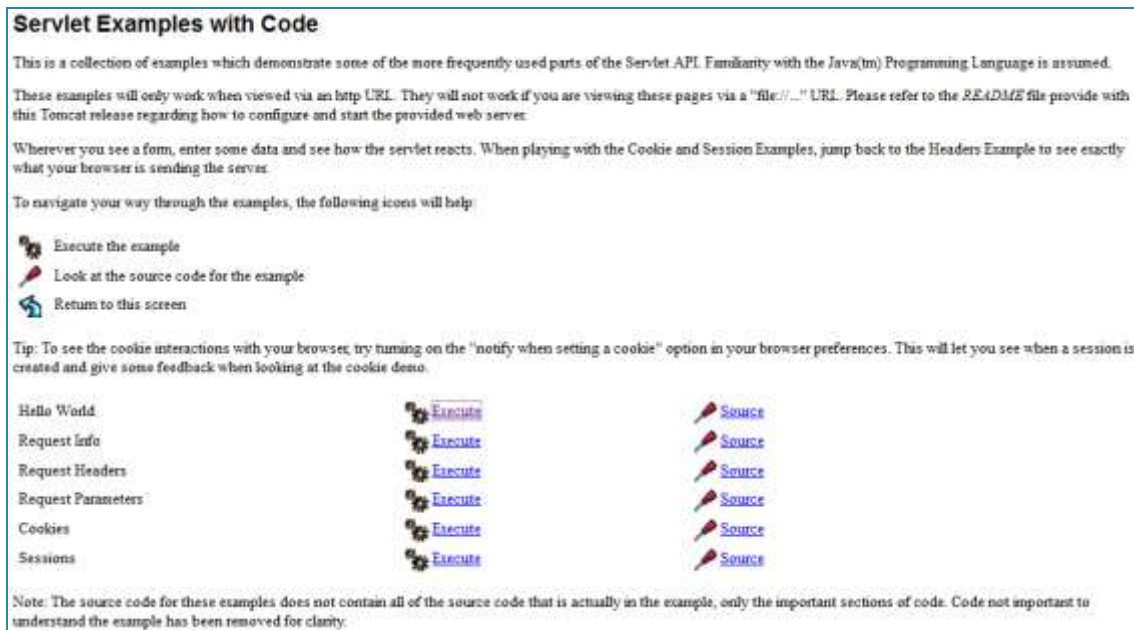 Servlet Examples with Code
This is a collection of examples which demonstrate some of the more frequently used parts of the Servlet API. Familiarity with the Java(tm) Programming Language is assumed.
These examples will only work when viewed via an http URL. They will not work if you are viewing these pages via a "file://..." URL. Please refer to the README file provide with
this Tomcat release regarding how to configure and start the provided web server.
Wherever you see a form, enter some data and see how the servlet reacts. When playing with the Cookie and Session Examples, jump back to the Headers Example to see exactly
what your browser is sending the server.
To navigate your way through the examples, the following icons will help:
Execute the example
Look at the source code for the example
Return to this screen
Tip: To see the cookie interactions with your browser, try turning on the "notify when setting a cookie" option in your browser preferences. This will let you see when a session is
created and give some feedback when looking at the cookie demo.
Hello World Execute Source
Request Info Execute Source
Request Headers Execute Source
Request Parameters Execute Source
Cookies Execute Source
Sessions Execute Source
Note: The source code for these examples does not contain all of the source code that is actually in the example, only the important sections of code. Code not important to
understand the example has been removed for clarity.